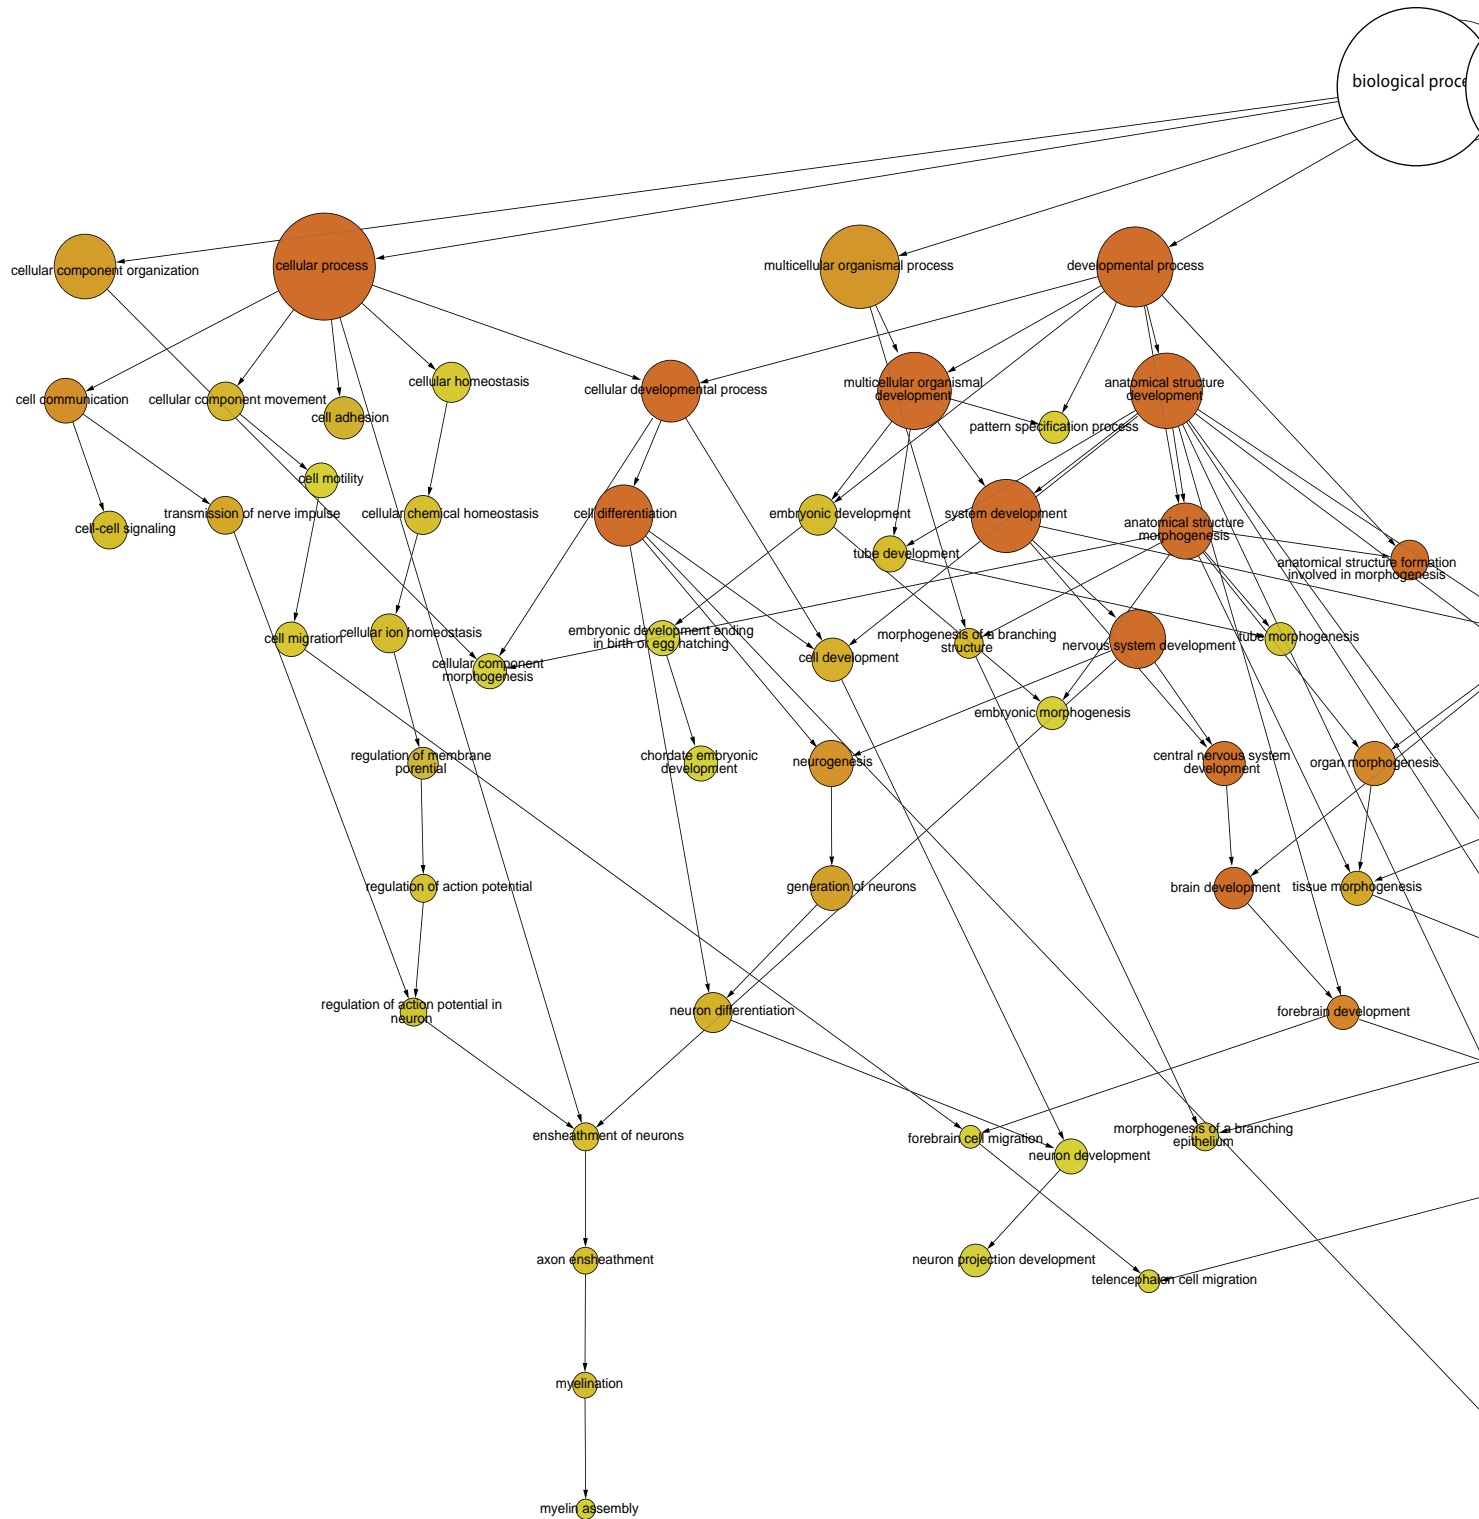 biological proce
cellular component organization
cellular process
multicellular organismal process
developmental process
cell communication
cellular component movement
cell adhesion
cellular homeostasis
cellular developmental process
multicellular organismal
development
pattern specification process
anatomical structure
development
cell motility
cell-cell signaling
transmission of nerve impulse
cellular chemical homeostasis
cell differentiation
embryonic development
tube development
system development
anatomical structure
morphogenesis
anatomical structure formation
involved in morphogenesis
cell migration
cellular ion homeostasis
cellular component
morphogenesis
embryonic development ending
in birth or egg hatching
cell development
morphogenesis of a branching
structure
nervous system development
tube morphogenesis
embryonic morphogenesis
regulation of membrane
potential
chordate embryonic
development
neurogenesis
central nervous system
development
organ morphogenesis
regulation of action potential
generation of neurons
brain development
tissue morphogenesis
regulation of action potential in
neuron
neuron differentiation
forebrain development
ensheathment of neurons
forebrain cell migration
neuron development
morphogenesis of a branching
epithelium
axon ensheathment
neuron projection development
telencephalon cell migration
myelination
myelin assembly